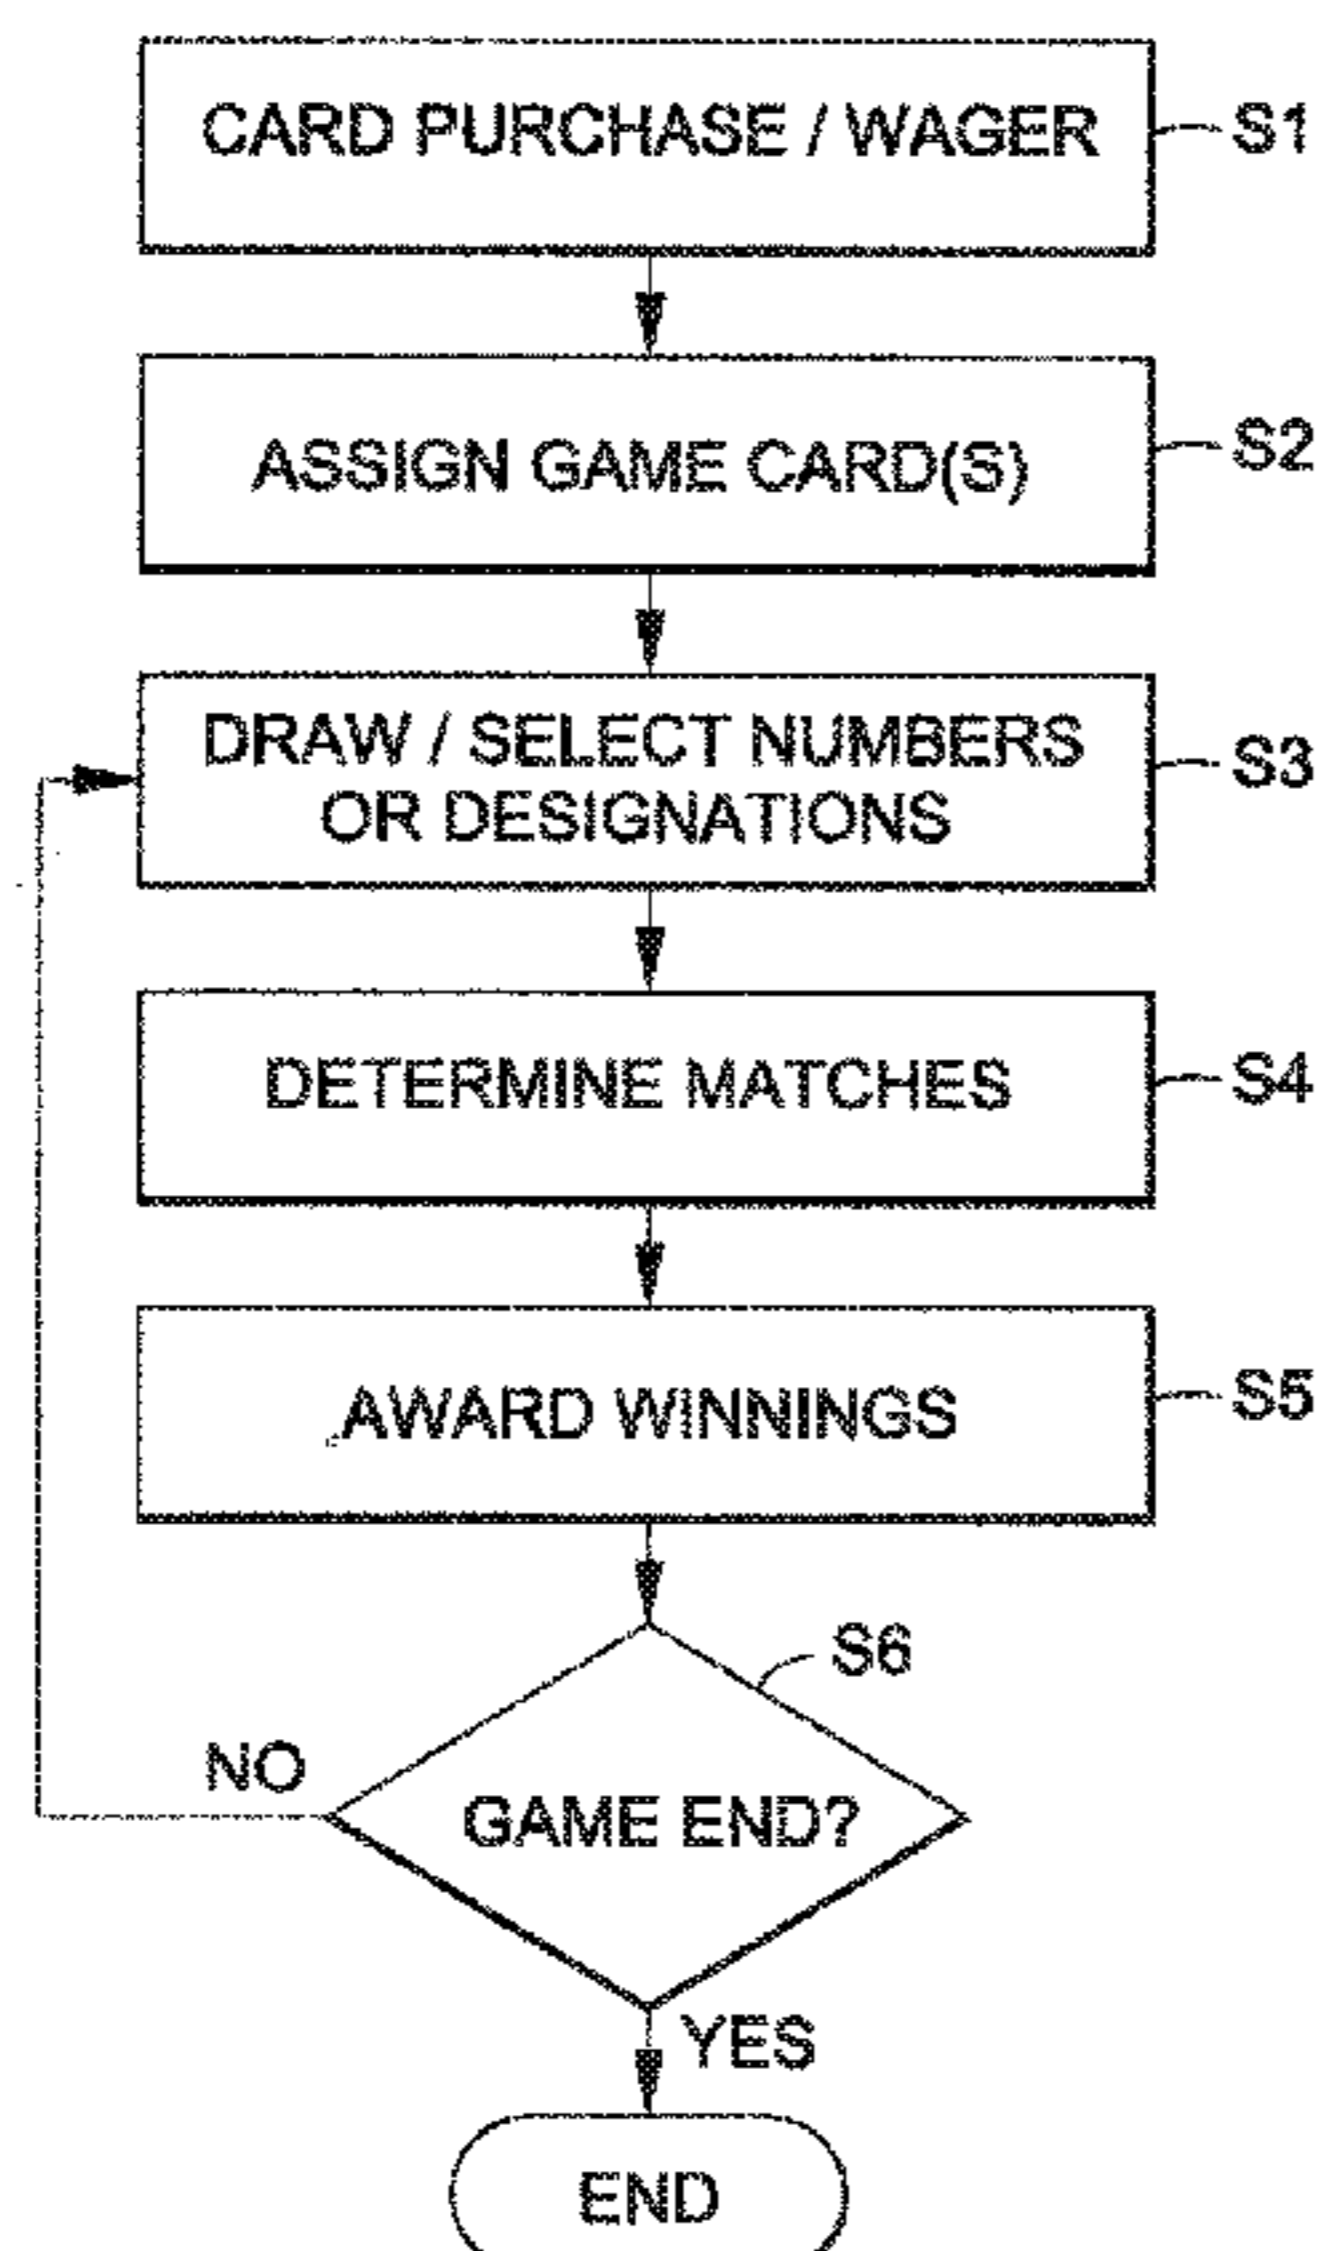 CARD PURCHASE / WAGER
S1
ASSIGN GAME CARD(S)
S2
DRAW / SELECT NUMBERS
OR DESIGNATIONS
S3
DETERMINE MATCHES
S4
AWARD WINNINGS
S5
S6
NO
GAME END?
YES
END